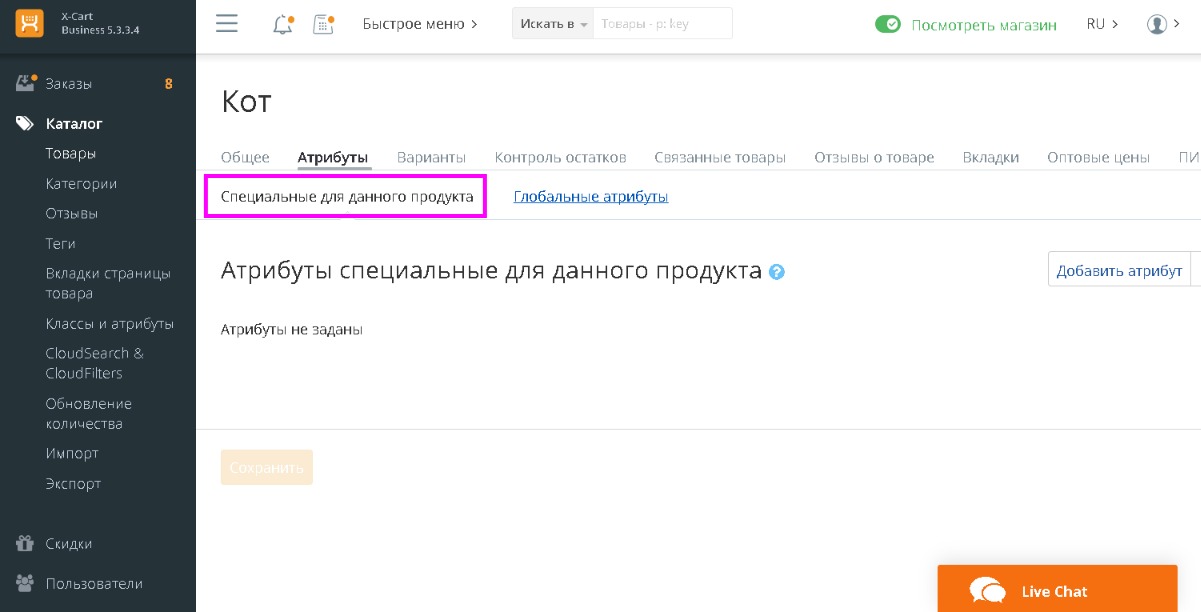 X-Cart
Business 5.3.3.4
Быстрое меню
Искать в
Товары - p: key
Посмотреть магазин
RU
Заказы
8
Каталог
Товары
Категории
Отзывы
Теги
Вкладки страницы
товара
Классы и атрибуты
CloudSearch &
CloudFilters
Обновление
количества
Импорт
Экспорт
Скидки
Пользователи
Кот
Общее Атрибуты Варианты Контроль остатков Связанные товары Отзывы о товаре Вкладки Оптовые цены ПИ
Специальные для данного продукта Глобальные атрибуты
Атрибуты специальные для данного продукта ?
Добавить атрибут
Атрибуты не заданы
Сохранить
Live Chat